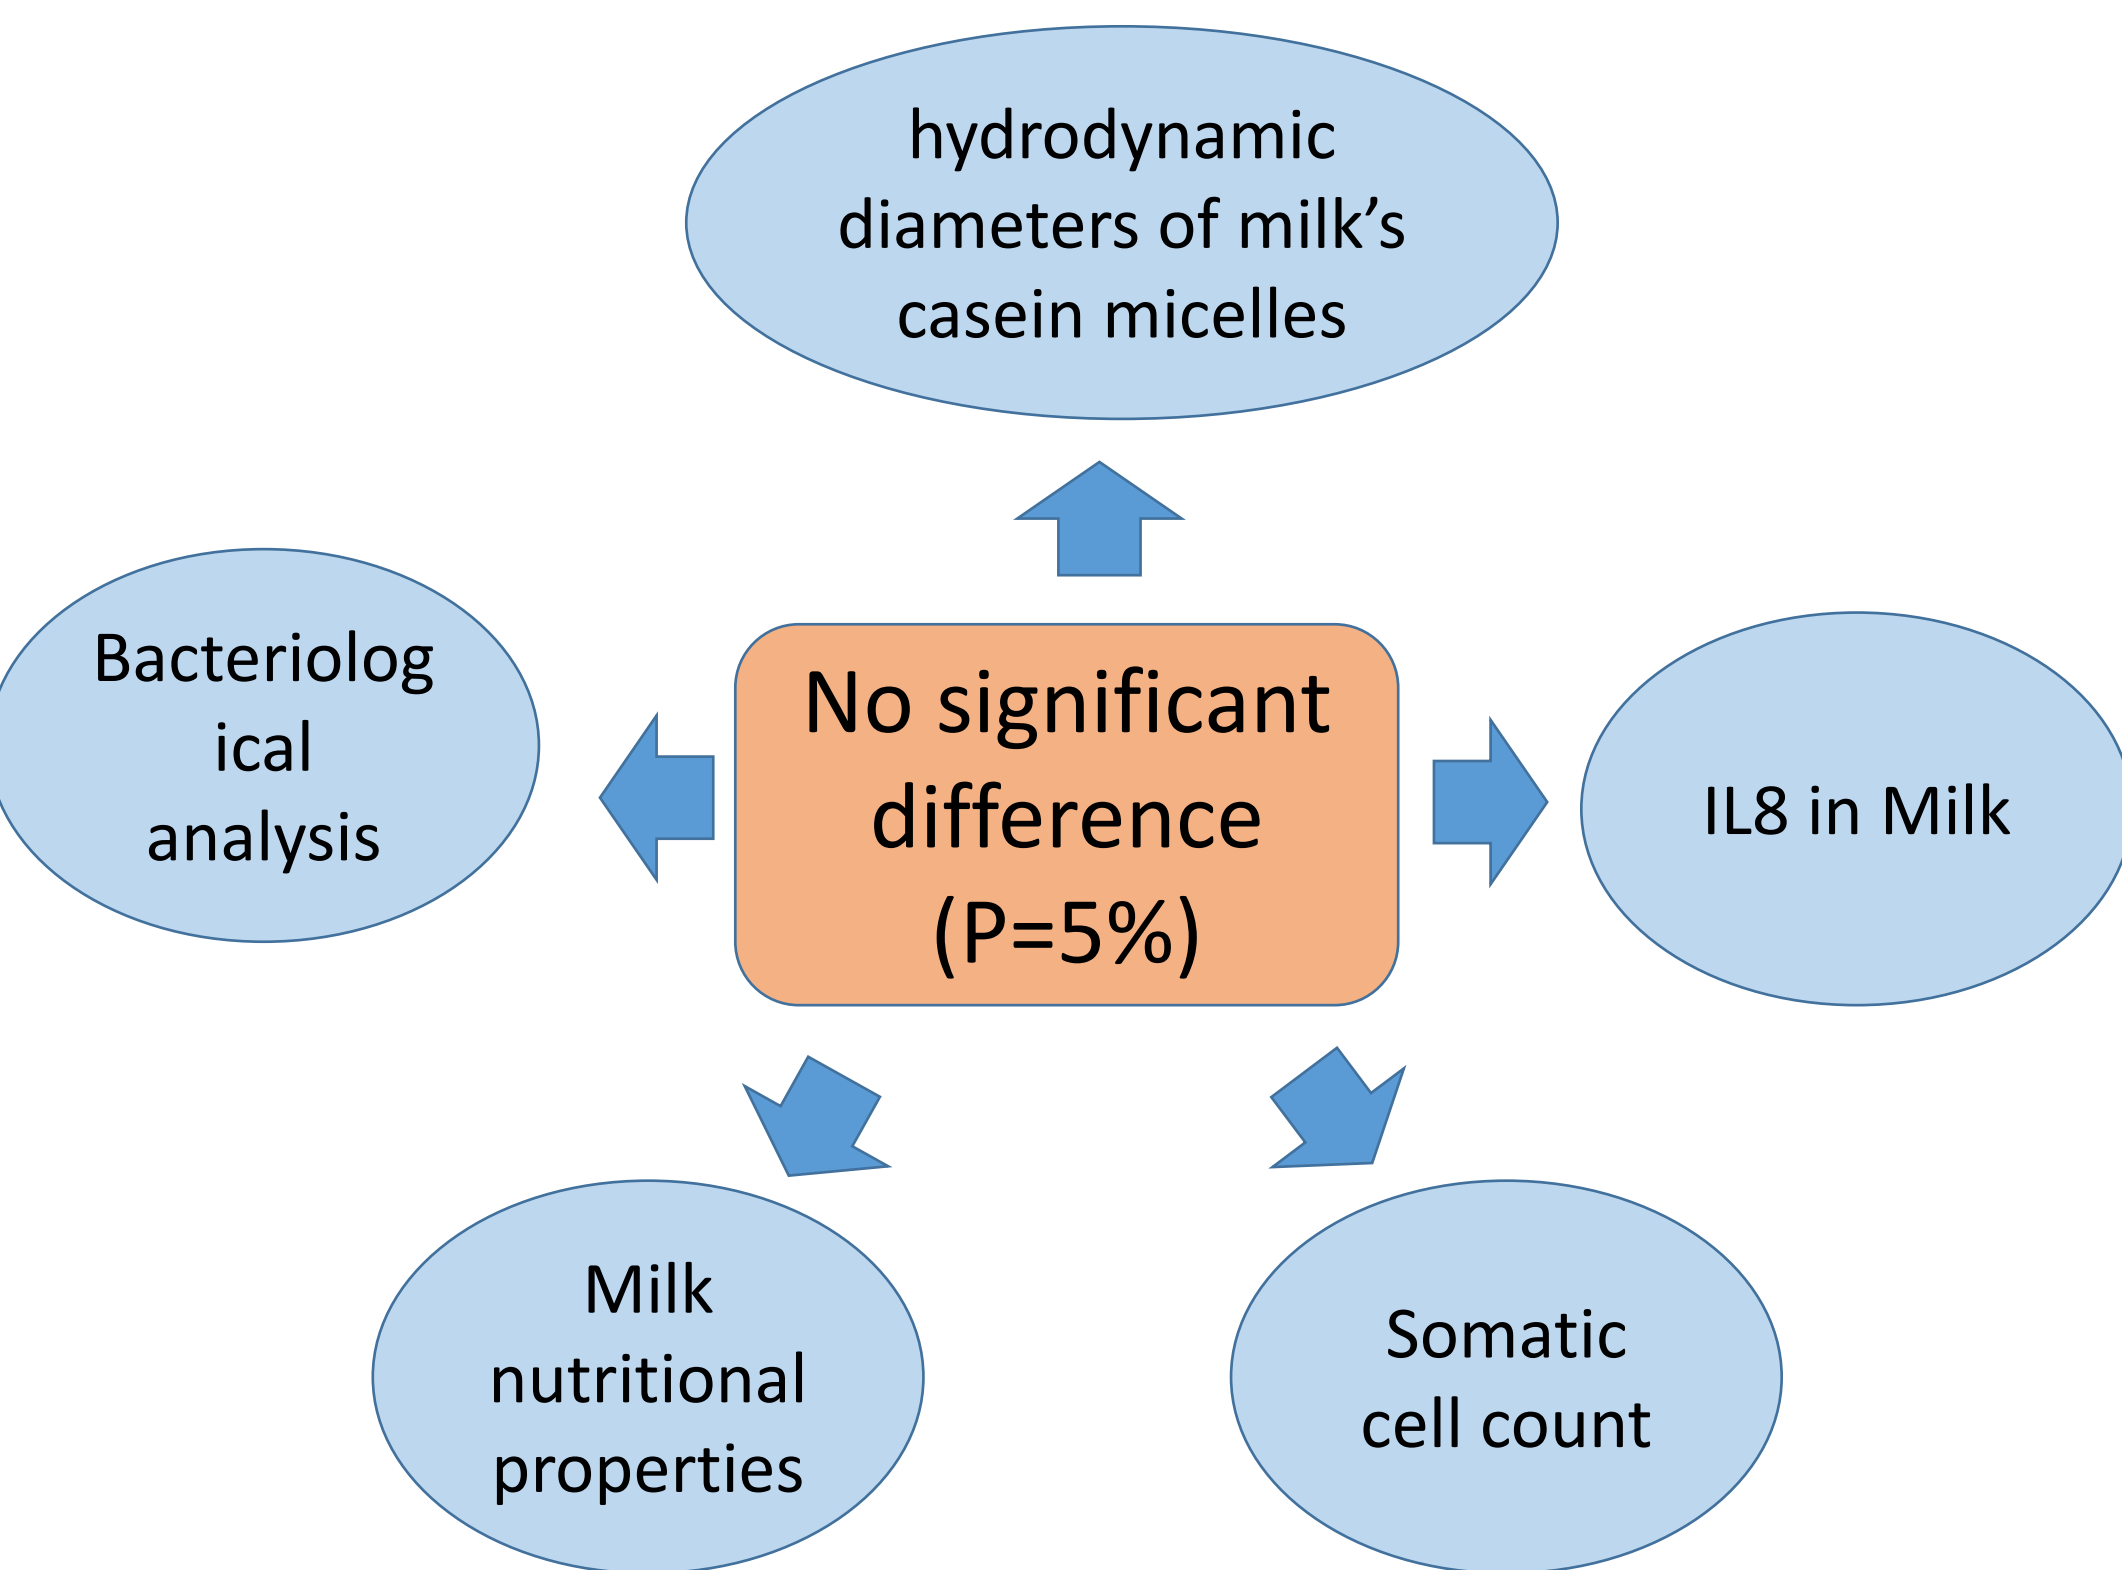 hydrodynamic
diameters of milk’s
casein micelles
Bacteriolog
ical
analysis
No significant
difference
(P=5%)
IL8 in Milk
Milk
nutritional
properties
Somatic
cell count